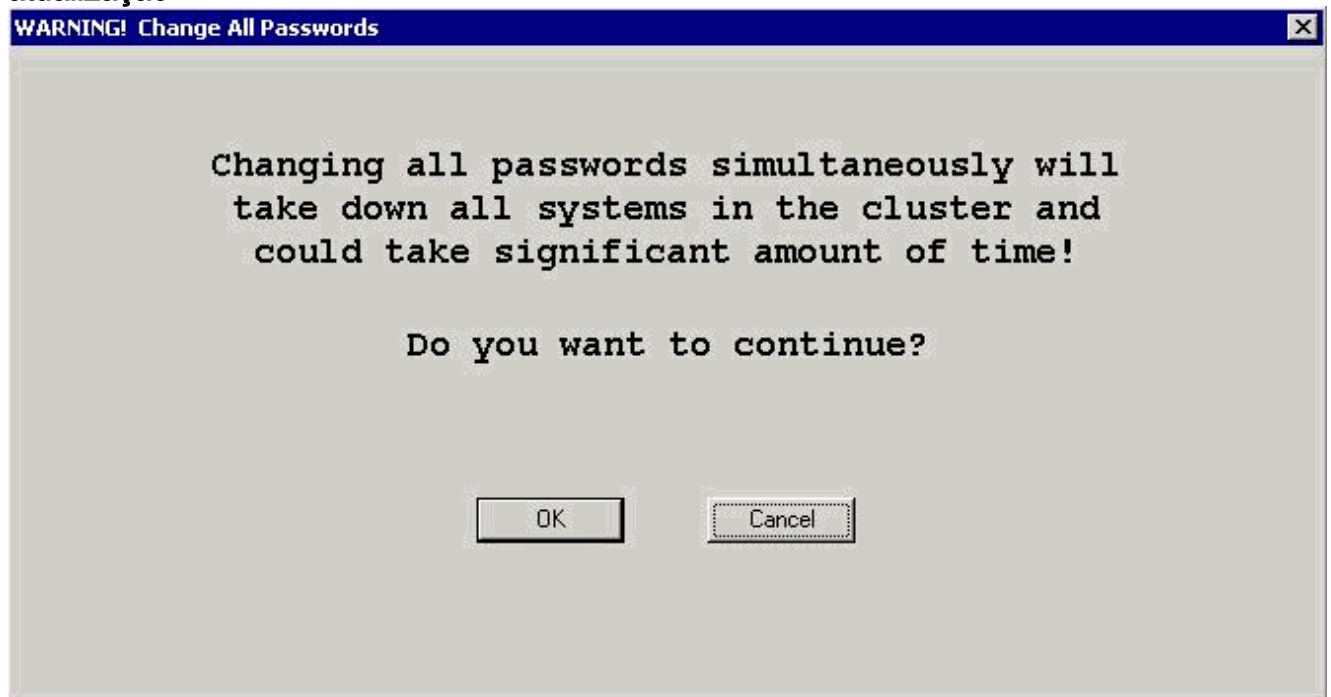 WARNING! Change All Passwords
Changing all passwords simultaneously will
take down all systems in the cluster and
could take significant amount of time!
Do you want to continue?
OK Cancel